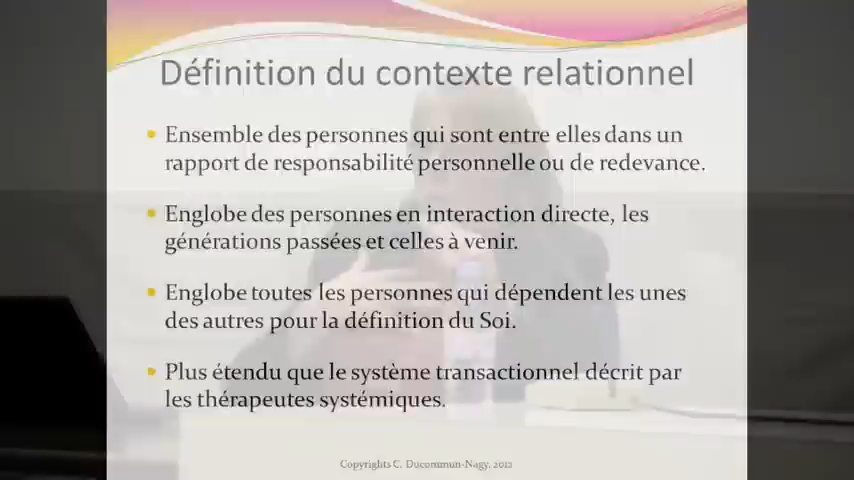 Définition du contexte relationnel
Ensemble des personnes qui sont entre elles dans un
rapport de responsabilité personnelle ou de redevance.
Englobe des personnes en interaction directe, les
générations passées et celles à venir.
Englobe toutes les personnes qui dépendent les unes
des autres pour la définition du Soi.
Plus étendu que le système transactionnel décrit par
les thérapeutes systémiques.
Copyrights C. Ducommun-Nagy, 2012